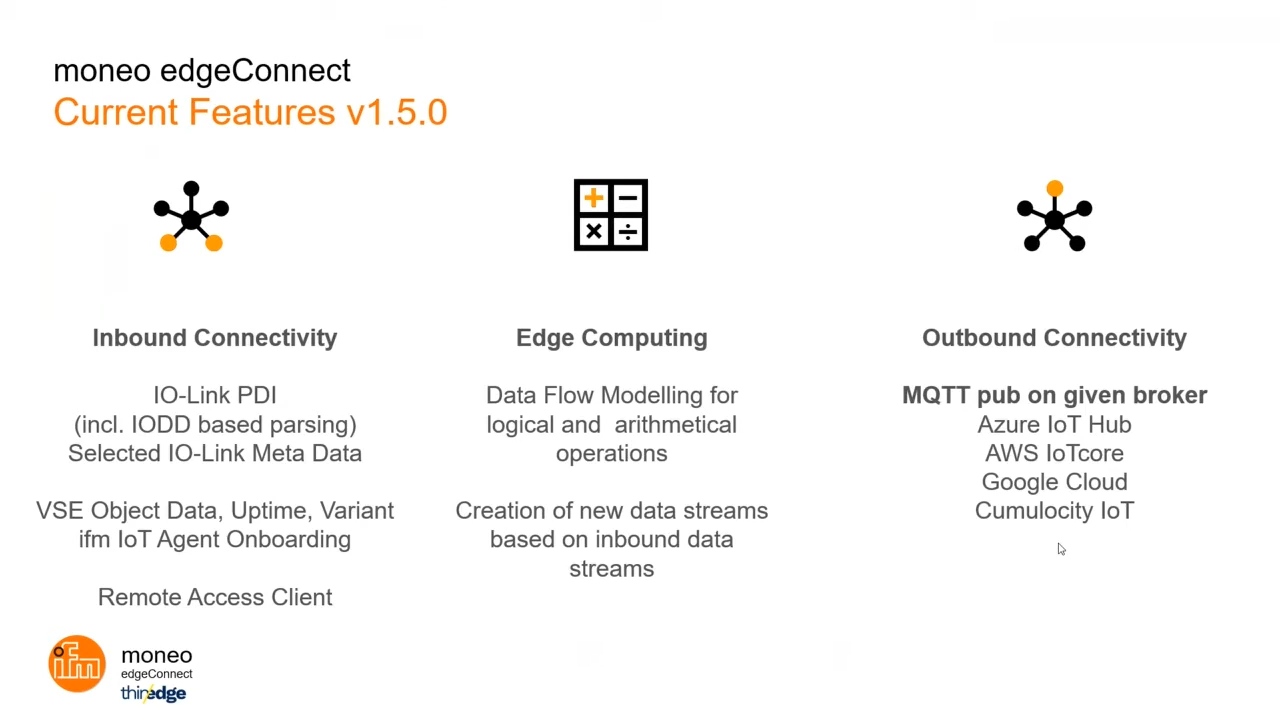 moneo edgeConnect
Current Features v1.5.0
Inbound Connectivity
IO-Link PDI
(incl. IODD based parsing)
Selected IO-Link Meta Data
VSE Object Data, Uptime, Variant
ifm IoT Agent Onboarding
Remote Access Client
Edge Computing
Data Flow Modelling for
logical and arithmetical
operations
Creation of new data streams
based on inbound data
streams
Outbound Connectivity
MQTT pub on given broker
Azure IoT Hub
AWS IoTcore
Google Cloud
Cumulocity IoT
ifm
moneo
edgeConnect
thinedge